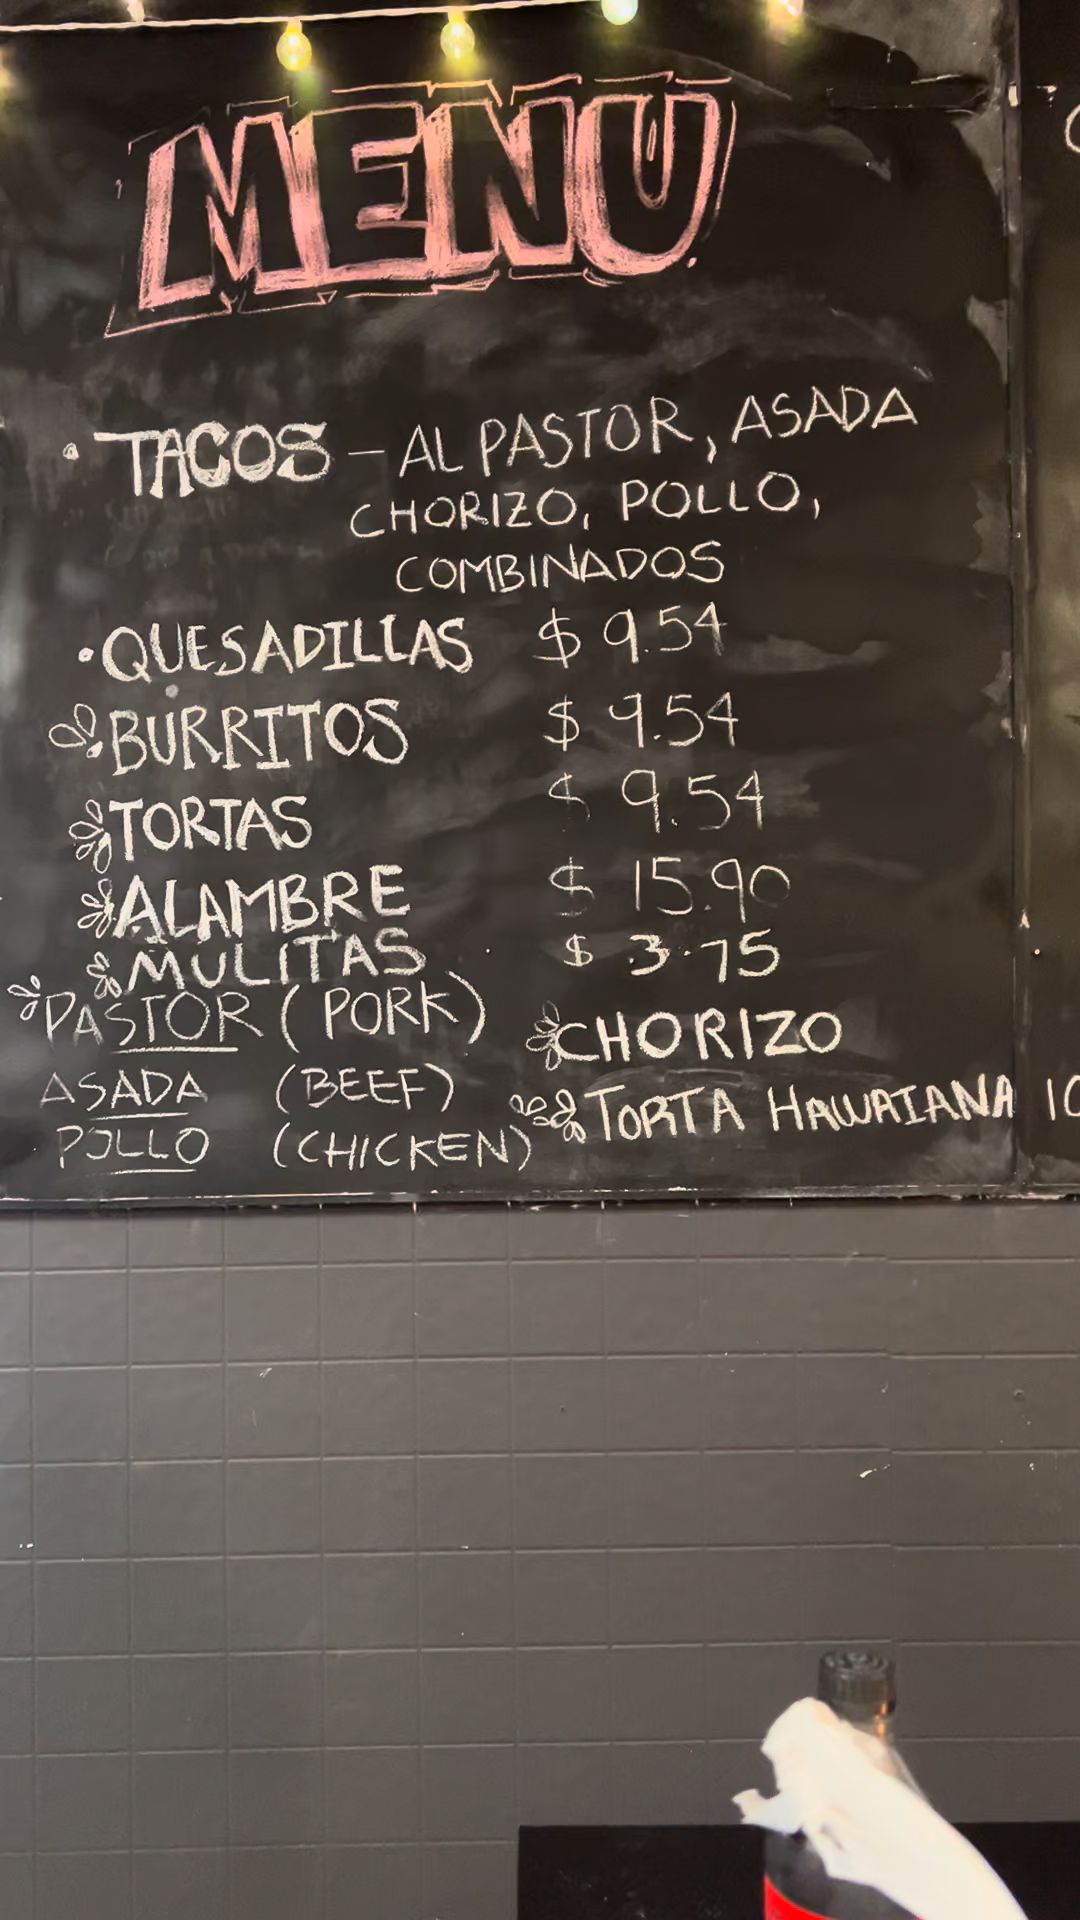 MENU
• TACOS – AL PASTOR, ASADA
CHORIZO, POLLO,
COMBINADOS
• QUESADILLAS $ 9.54
BURRITOS $ 9.54
TORTAS $ 9.54
ALAMBRE $ 15.90
MULITAS $ 3.75
PASTOR (PORK)
CHORIZO
ASADA (BEEF)
TORTA HAWAIANA
POLLO (CHICKEN)